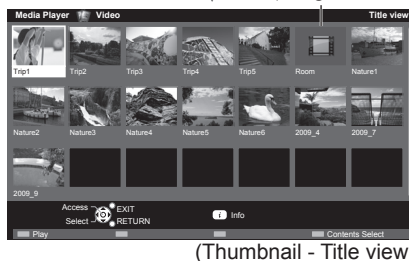 Media Player Video Title view
Trip1 Trip2 Trip3 Trip4 Trip5 Room Nature1
Nature2 Nature3 Nature4 Nature5 Nature6 2009_4 2009_7
2009_9
Access EXIT
Select RETURN
i Info
Play Contents Select
(Thumbnail - Title view